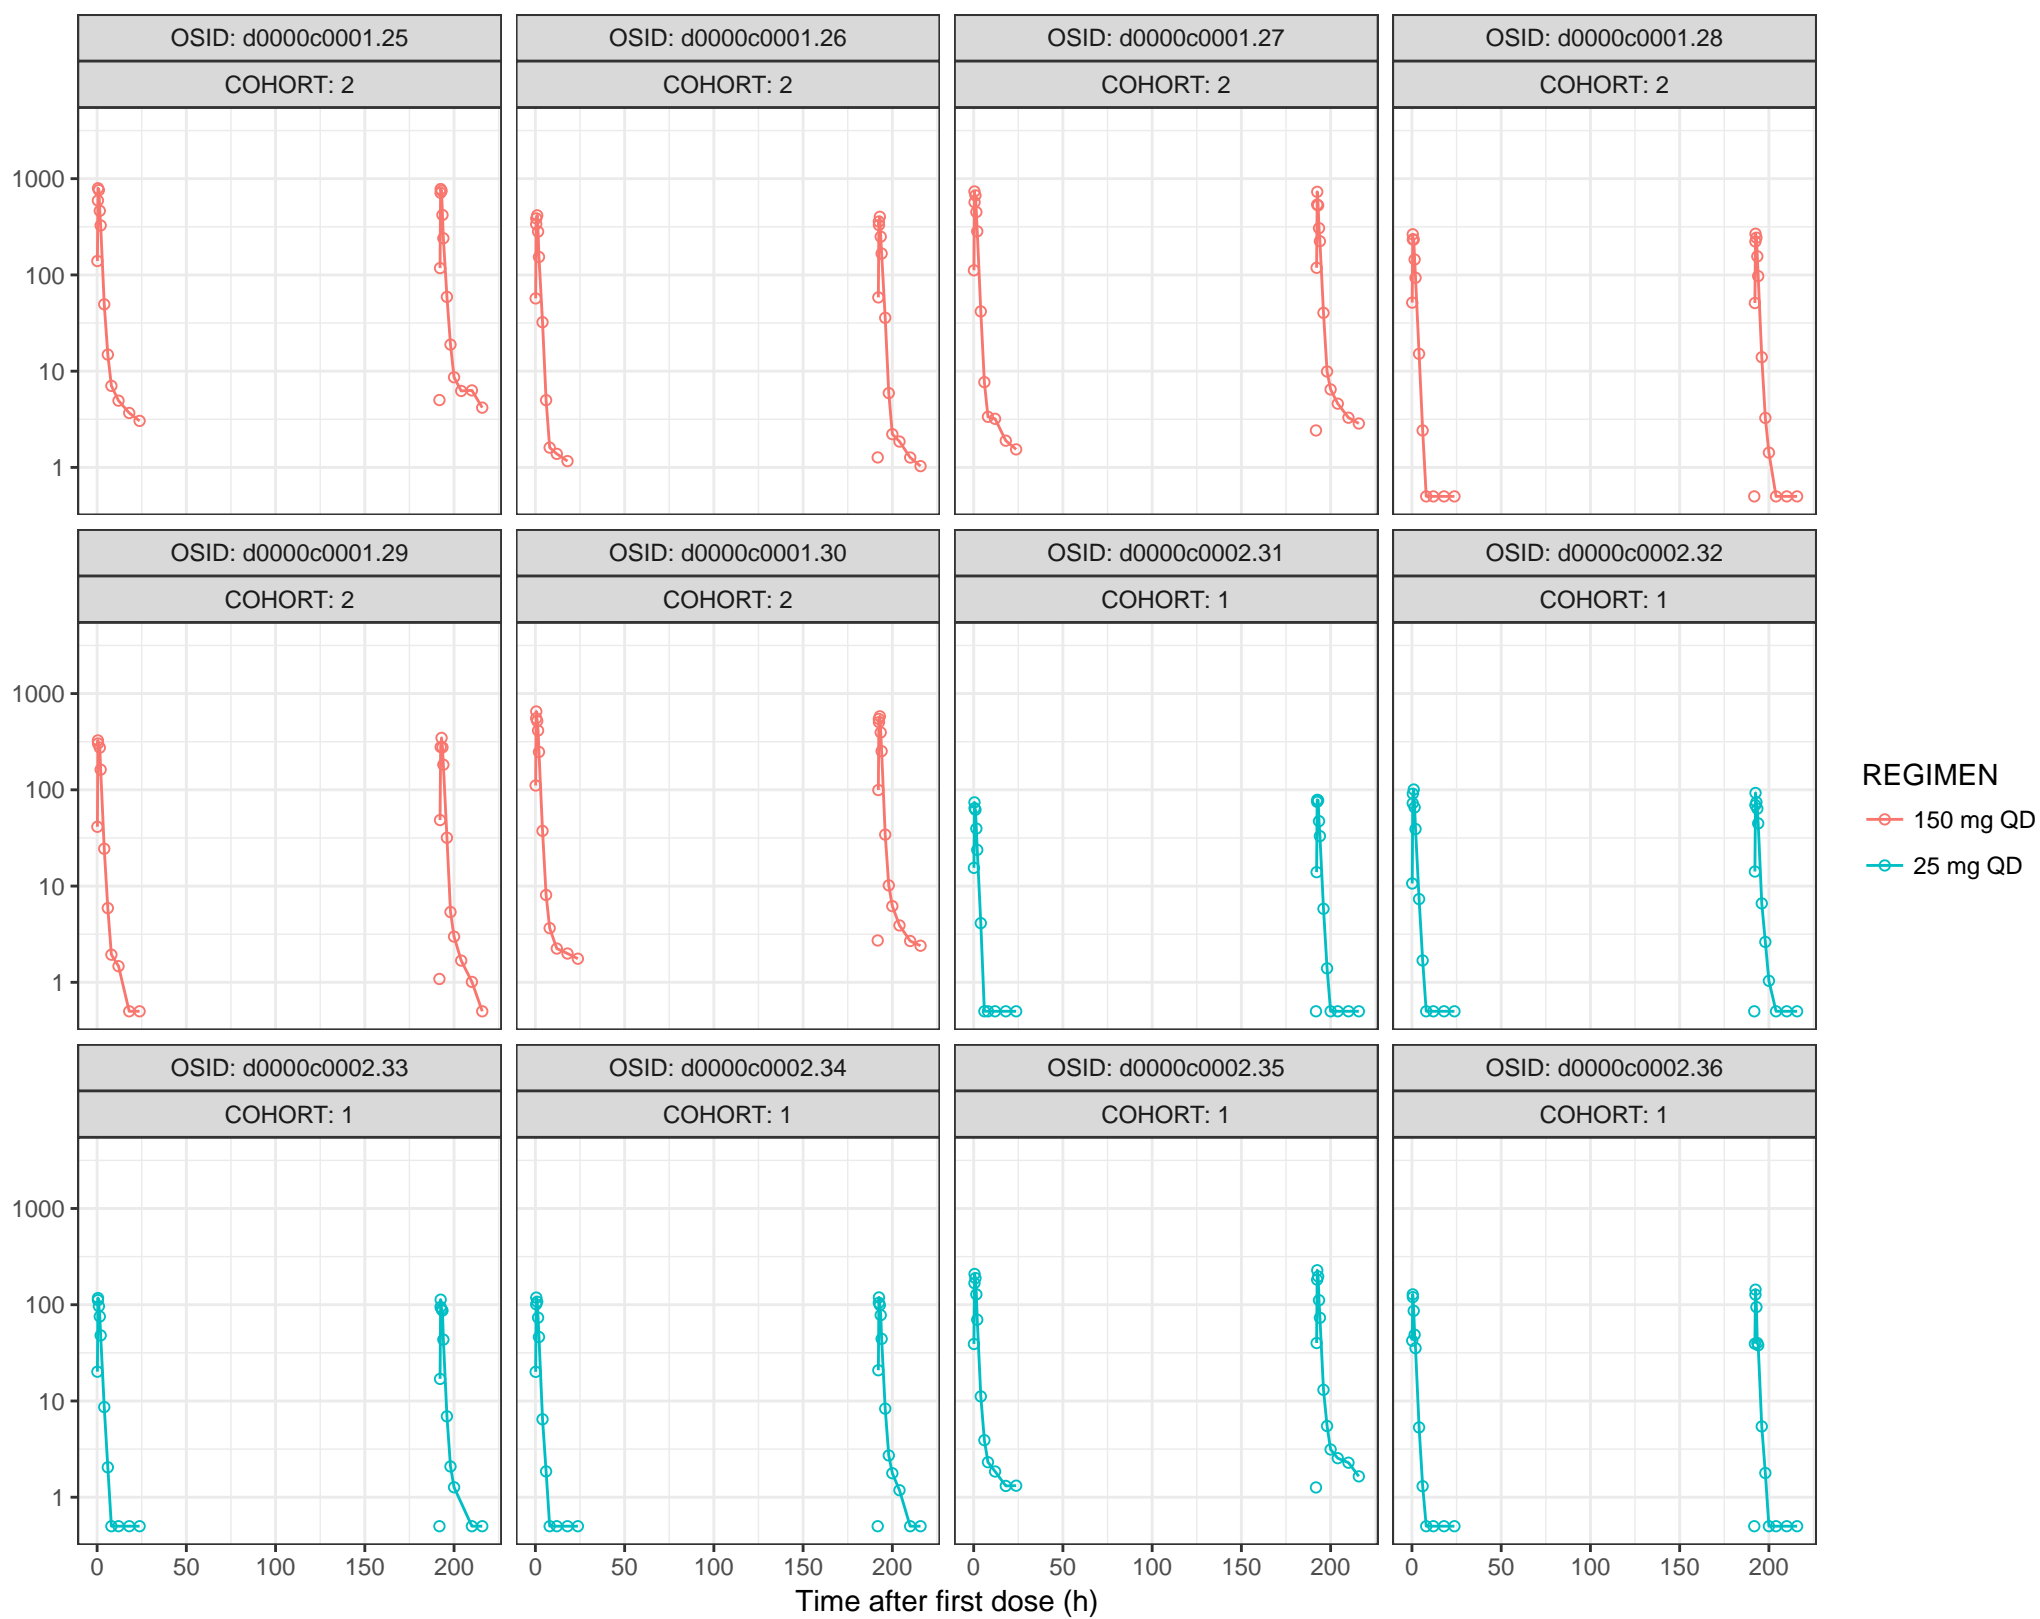 OSID: d0000c0001.25 OSID: d0000c0001.26 OSID: d0000c0001.27 OSID: d0000c0001.28
COHORT: 2 COHORT: 2 COHORT: 2 COHORT: 2
1000
100
10
1
OSID: d0000c0001.29 OSID: d0000c0001.30 OSID: d0000c0002.31 OSID: d0000c0002.32
COHORT: 2 COHORT: 2 COHORT: 1 COHORT: 1
1000
100
10
1
REGIMEN
150 mg QD
25 mg QD
OSID: d0000c0002.33 OSID: d0000c0002.34 OSID: d0000c0002.35 OSID: d0000c0002.36
COHORT: 1 COHORT: 1 COHORT: 1 COHORT: 1
1000
100
10
1
0 50 100 150 200 0 50 100 150 200 0 50 100 150 200 0 50 100 150 200
Time after first dose (h)